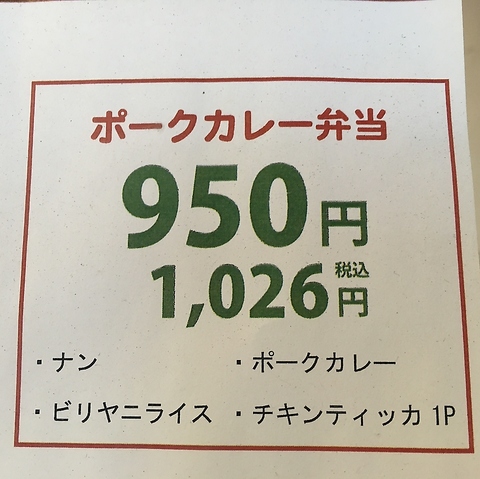 ポークカレー弁当
950円
1,026税込円
・ナン ・ポークカレー
・ビリヤニライス ・チキンティッカ 1P